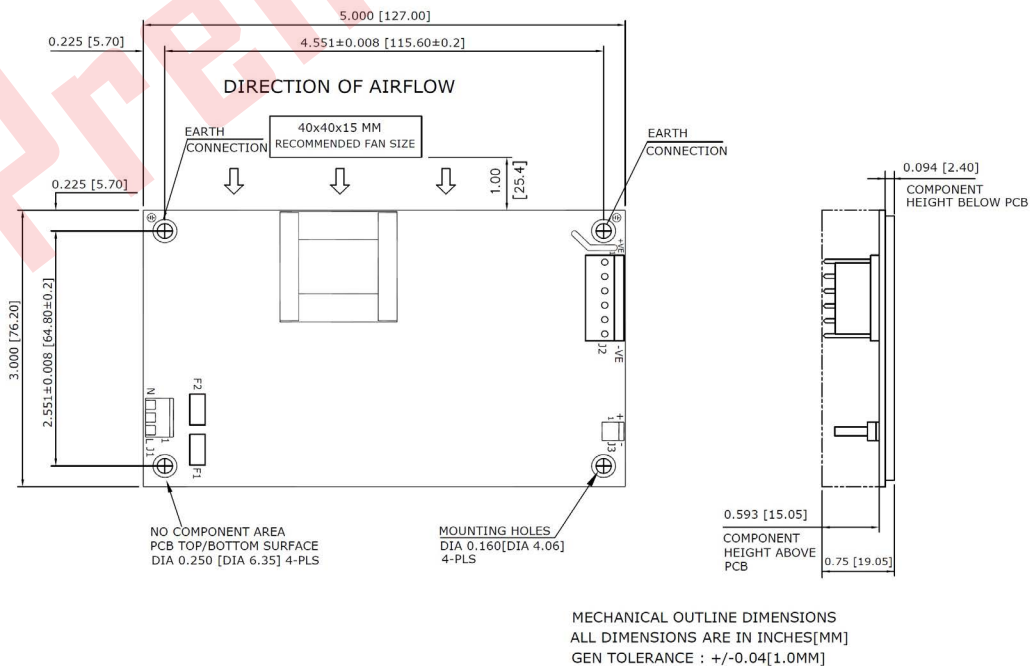 5.000 [127.00]
0.225 [5.70]
4.551±0.008 [115.60±0.2]
DIRECTION OF AIRFLOW
40x40x15 MM
RECOMMENDED FAN SIZE
EARTH
CONNECTION
EARTH
CONNECTION
1.00
[25.4]
0.225 [5.70]
0.094 [2.40]
COMPONENT
HEIGHT BELOW PCB
3.000 [76.20]
2.551±0.008 [64.80±0.2]
+VE
1
J2
-VE
N
L
J1
1
F2
F1
+
1
-
J3
NO COMPONENT AREA
PCB TOP/BOTTOM SURFACE
DIA 0.250 [DIA 6.35] 4-PLS
MOUNTING HOLES
DIA 0.160[DIA 4.06]
4-PLS
0.593 [15.05]
COMPONENT
HEIGHT ABOVE
PCB
0.75 [19.05]
MECHANICAL OUTLINE DIMENSIONS
ALL DIMENSIONS ARE IN INCHES[MM]
GEN TOLERANCE : +/-0.04[1.0MM]